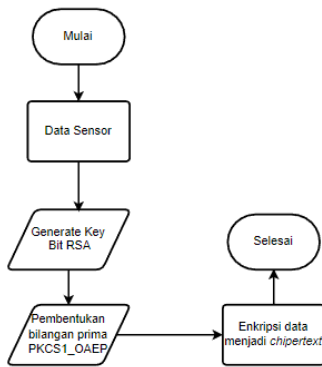 Mulai
Data Sensor
Generate Key
Bit RSA
Pembentukan
bilangan prima
PKCS1_OAEP
Enkripsi data
menjadi chipertext
Selesai